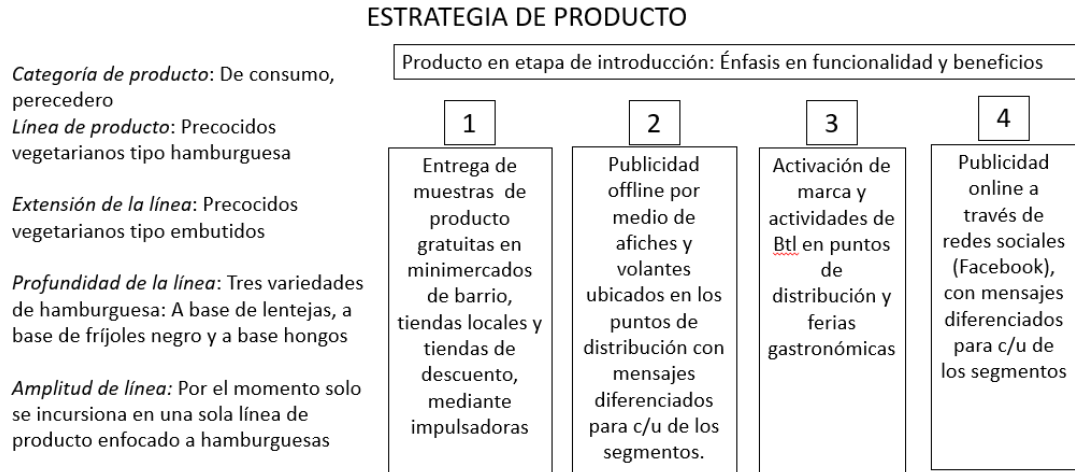 ESTRATEGIA DE PRODUCTO
Categoría de producto: De consumo,
perecedero
Línea de producto: Precocidos
vegetarianos tipo hamburguesa
Extensión de la línea: Precocidos
vegetarianos tipo embutidos
Profundidad de la línea: Tres variedades
de hamburguesa: A base de lentejas, a
base de fríjoles negro y a base hongos
Amplitud de línea: Por el momento solo
se incursiona en una sola línea de
producto enfocado a hamburguesas
Producto en etapa de introducción: Énfasis en funcionalidad y beneficios
1
Entrega de
muestras de
producto
gratuitas en
minimercados
de barrio,
tiendas locales y
tiendas de
descuento,
mediante
impulsadoras
2
Publicidad
offline por
medio de
afiches y
volantes
ubicados en los
puntos de
distribución con
mensajes
diferenciados
para c/u de los
segmentos.
3
Activación de
marca y
actividades de
Btl en puntos
de
distribución y
ferias
gastronómicas
4
Publicidad
online a
través de
redes sociales
(Facebook),
con mensajes
diferenciados
para c/u de
los segmentos